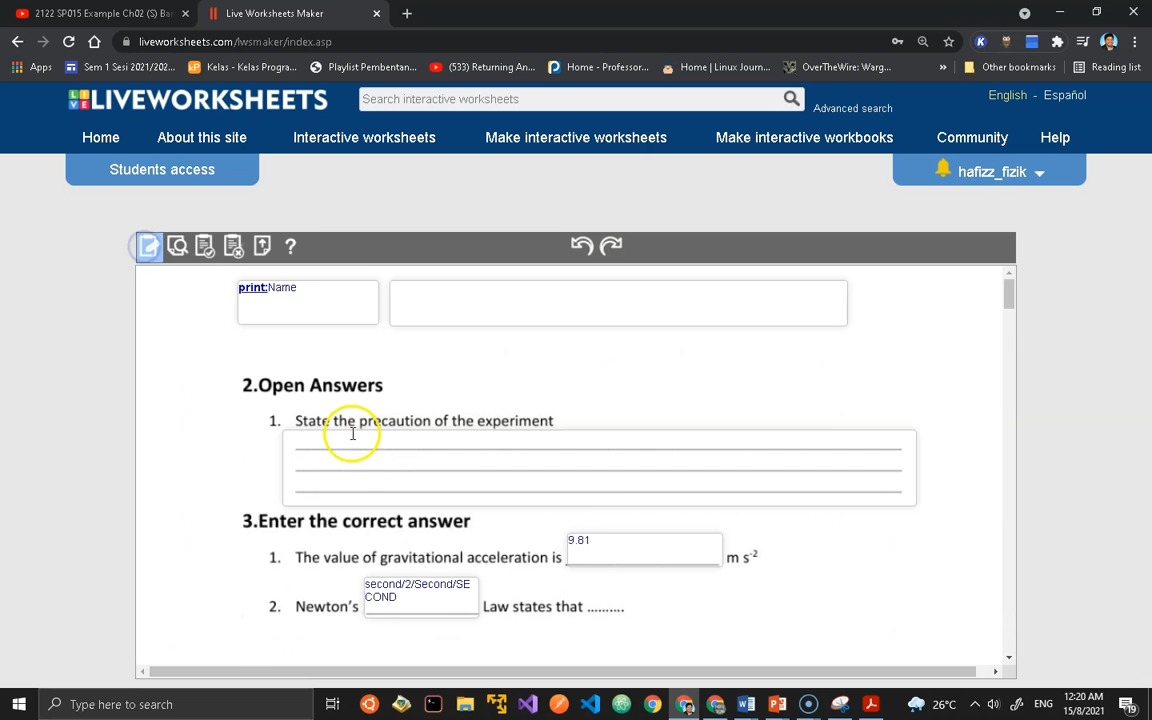 2122 SP015 Example Ch02 (S) Ba
Live Worksheets Maker
liveworksheets.com/lwsmaker/index.asp
Apps
Sem 1 Sesi 2021/202...
Kelas - Kelas Progra...
Playlist Pembentan...
(533) Returning An...
Home - Professor...
Home | Linux Journ...
OverTheWire: Warg...
»
Other bookmarks
Reading list
LIVEWORKSHEETS
Search interactive worksheets
Advanced search
English - Español
Home
About this site
Interactive worksheets
Make interactive worksheets
Make interactive workbooks
Community
Help
Students access
hafizz_fizik
?
print:Name
2.Open Answers
1. State the precaution of the experiment
3.Enter the correct answer
1. The value of gravitational acceleration is 9.81 m s⁻²
second/2/Second/SE
COND
2. Newton's Law states that ..........
Type here to search
26°C
ENG
12:20 AM
15/8/2021
19